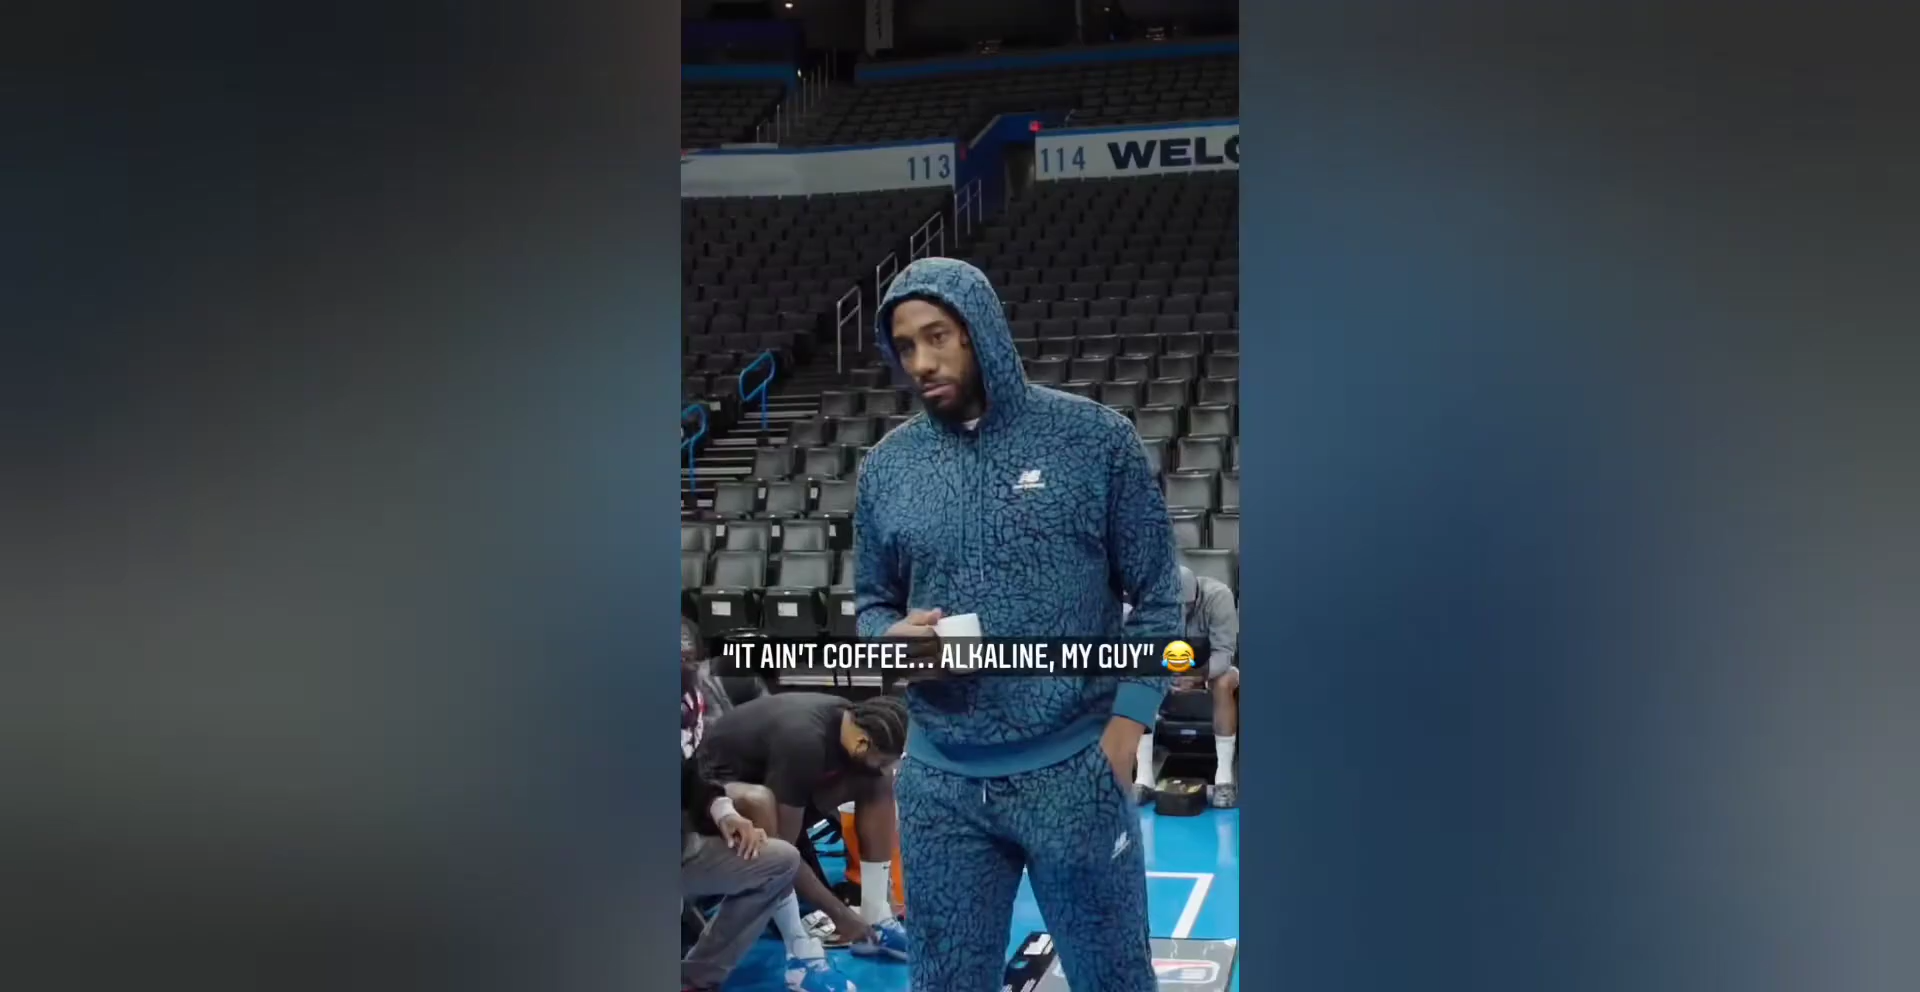 113
114 WELC
“IT AIN'T COFFEE... ALKALINE, MY GUY” 😂